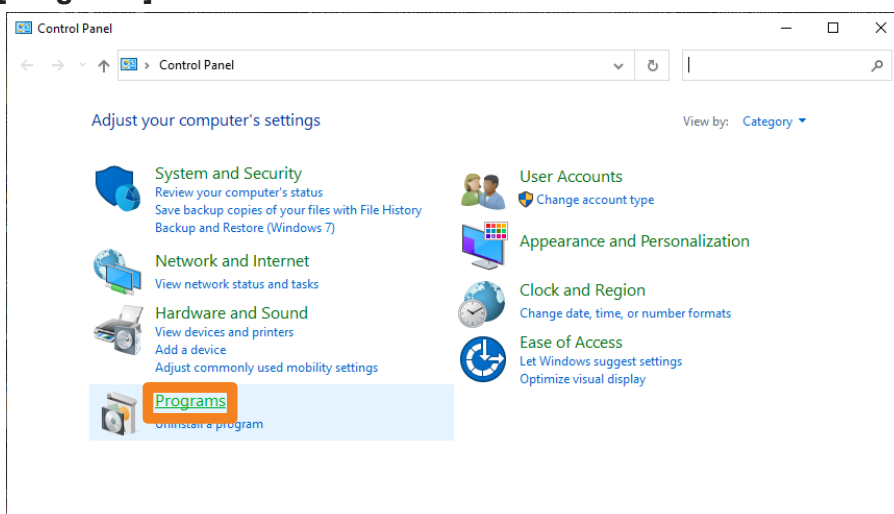 Control Panel
Control Panel
Adjust your computer's settings
View by: Category
System and Security
Review your computer's status
Save backup copies of your files with File History
Backup and Restore (Windows 7)
Network and Internet
View network status and tasks
Hardware and Sound
View devices and printers
Add a device
Adjust commonly used mobility settings
Programs
Uninstall a program
User Accounts
Change account type
Appearance and Personalization
Clock and Region
Change date, time, or number formats
Ease of Access
Let Windows suggest settings
Optimize visual display